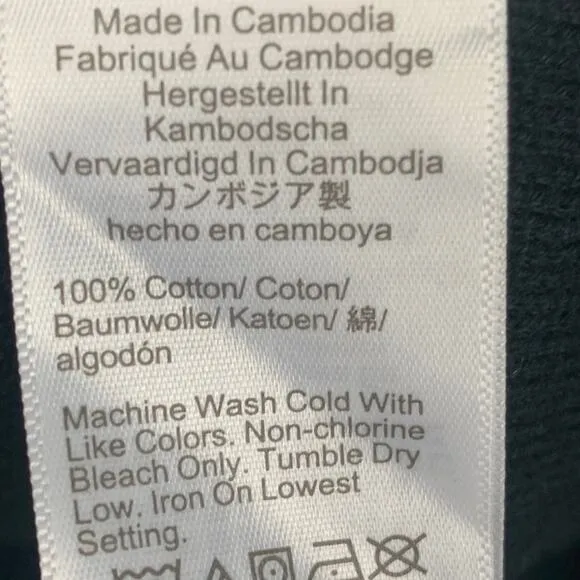 Made In Cambodia
Fabriqué Au Cambodge
Hergestellt In
Kambodscha
Vervaardigd In Cambodja
カンボジア製
hecho en camboya
100% Cotton/ Coton/
Baumwolle/ Katoen/ 綿/
algodón
Machine Wash Cold With
Like Colors. Non-chlorine
Bleach Only. Tumble Dry
Low. Iron On Lowest
Setting.